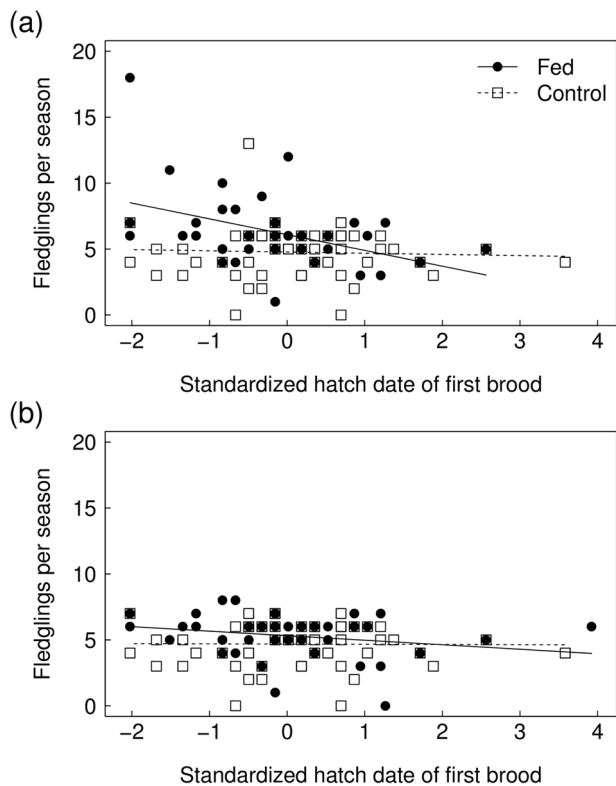 (a)
20
15
10
5
0
Fledglings per season
Fed
Control
−2 −1 0 1 2 3 4
Standardized hatch date of first brood
(b)
20
15
10
5
0
Fledglings per season
−2 −1 0 1 2 3 4
Standardized hatch date of first brood